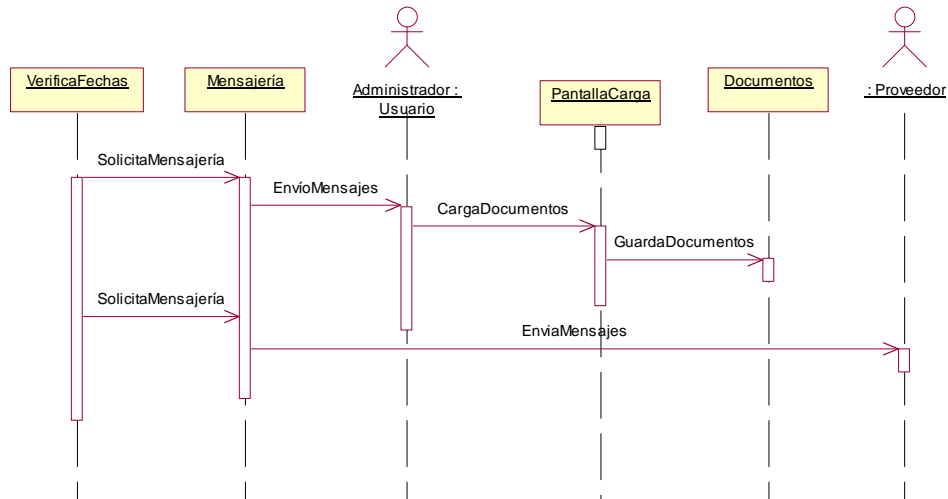 VerificaFechas
Mensajería
Administrador :
Usuario
PantallaCarga
Documentos
: Proveedor
SolicitaMensajería
EnvíoMensajes
CargaDocumentos
GuardaDocumentos
SolicitaMensajería
EnviaMensajes